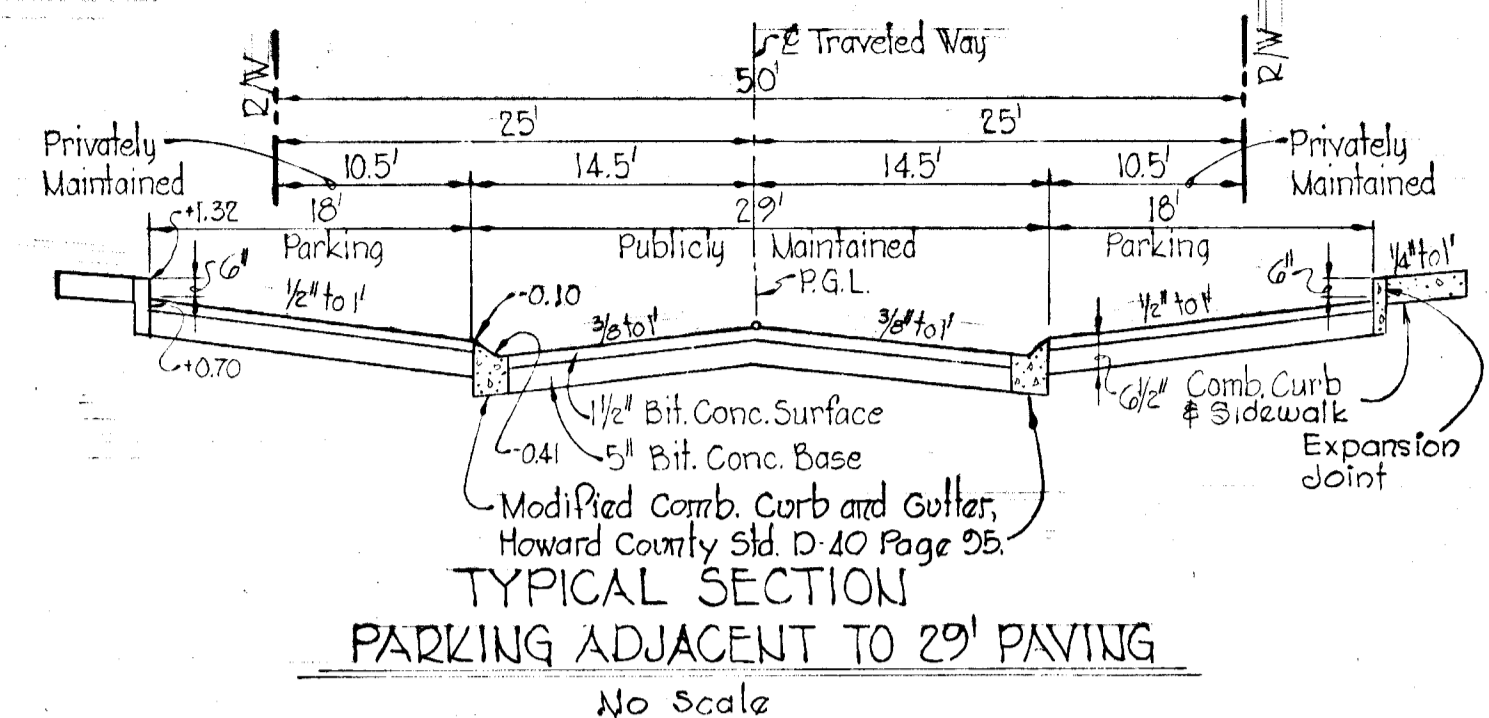 ℄ Traveled Way
R/W
R/W
50'
25' 25'
Privately Maintained
10.5' 14.5' 14.5' 10.5'
Privately Maintained
+1.32
18' 29' 18'
Parking Publicly Maintained Parking
6"
1/2" to 1'
-0.10
3/8 to 1'
P.G.L.
3/8" to 1'
1/2" to 1'
6"
1/4" to 1'
+0.70
6 1/2"
Comb. Curb
& Sidewalk
1 1/2" Bit. Conc. Surface
-0.41
5" Bit. Conc. Base
Expansion
Joint
Modified Comb. Curb and Gutter,
Howard County Std. D-40 Page 95.
TYPICAL SECTION
PARKING ADJACENT TO 29' PAVING
No Scale